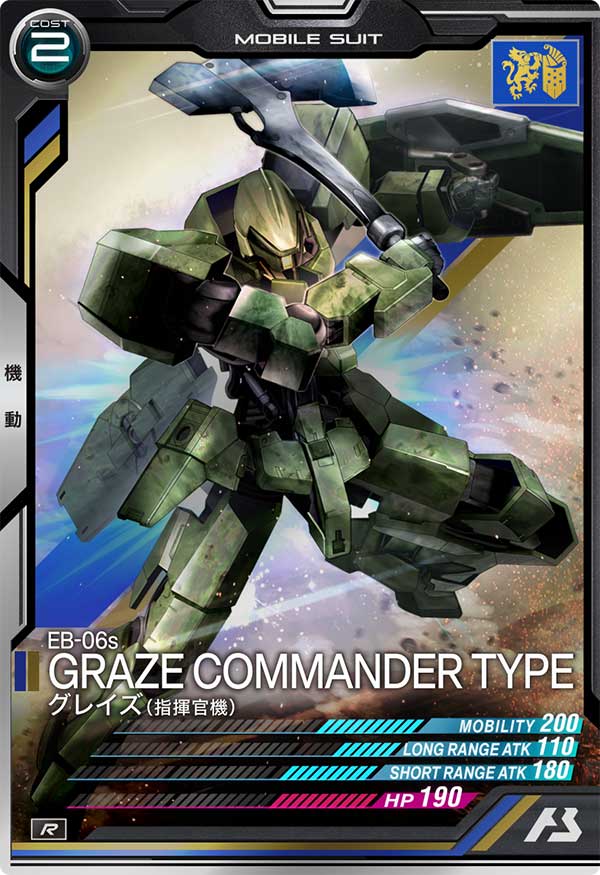 COST
2
MOBILE SUIT
機動
EB-06s
GRAZE COMMANDER TYPE
グレイズ(指揮官機)
MOBILITY 200
LONG RANGE ATK 110
SHORT RANGE ATK 180
HP 190
R